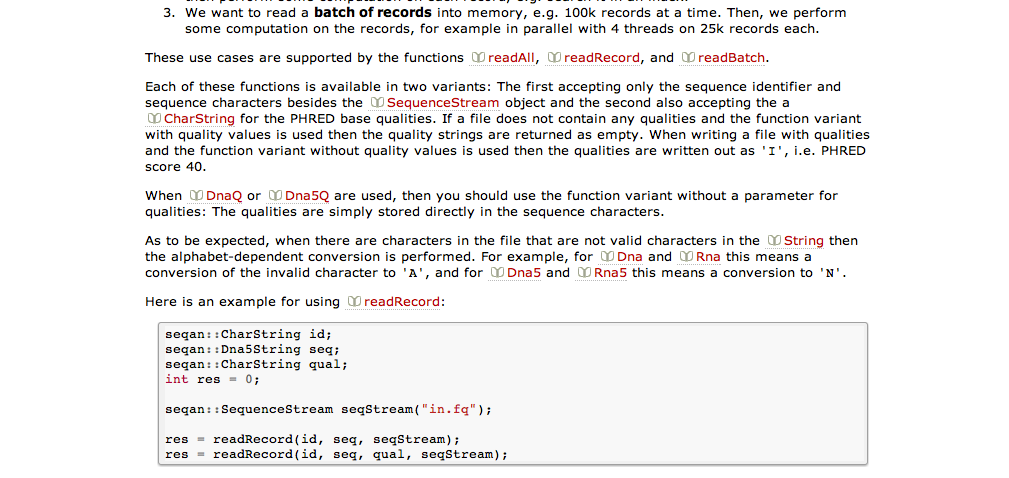 3. We want to read a batch of records into memory, e.g. 100k records at a time. Then, we perform
some computation on the records, for example in parallel with 4 threads on 25k records each.
These use cases are supported by the functions readAll, readRecord, and readBatch.
Each of these functions is available in two variants: The first accepting only the sequence identifier and
sequence characters besides the SequenceStream object and the second also accepting the a
CharString for the PHRED base qualities. If a file does not contain any qualities and the function variant
with quality values is used then the quality strings are returned as empty. When writing a file with qualities
and the function variant without quality values is used then the qualities are written out as 'I', i.e. PHRED
score 40.
When DnaQ or Dna5Q are used, then you should use the function variant without a parameter for
qualities: The qualities are simply stored directly in the sequence characters.
As to be expected, when there are characters in the file that are not valid characters in the String then
the alphabet-dependent conversion is performed. For example, for Dna and Rna this means a
conversion of the invalid character to 'A', and for Dna5 and Rna5 this means a conversion to 'N'.
Here is an example for using readRecord:
seqan::CharString id;
seqan::Dna5String seq;
seqan::CharString qual;
int res = 0;
seqan::SequenceStream seqStream("in.fq");
res = readRecord(id, seq, seqStream);
res = readRecord(id, seq, qual, seqStream);